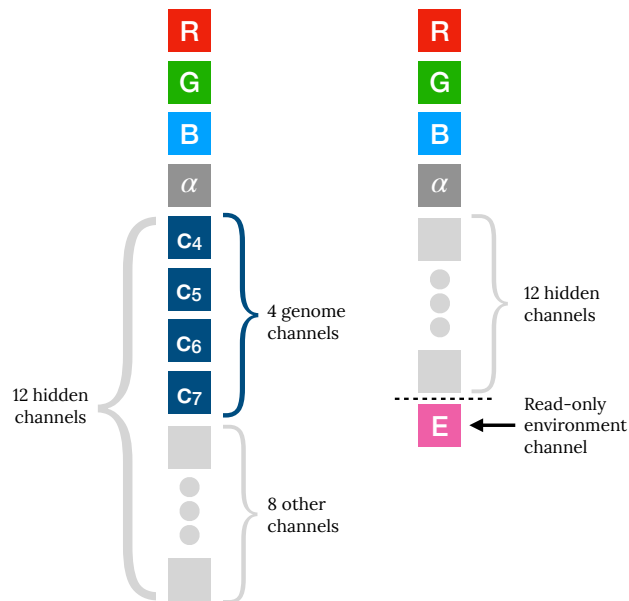 R
G
B
α
C4
C5
C6
C7
4 genome
channels
12 hidden
channels
8 other
channels
R
G
B
α
12 hidden
channels
E
Read-only
environment
channel